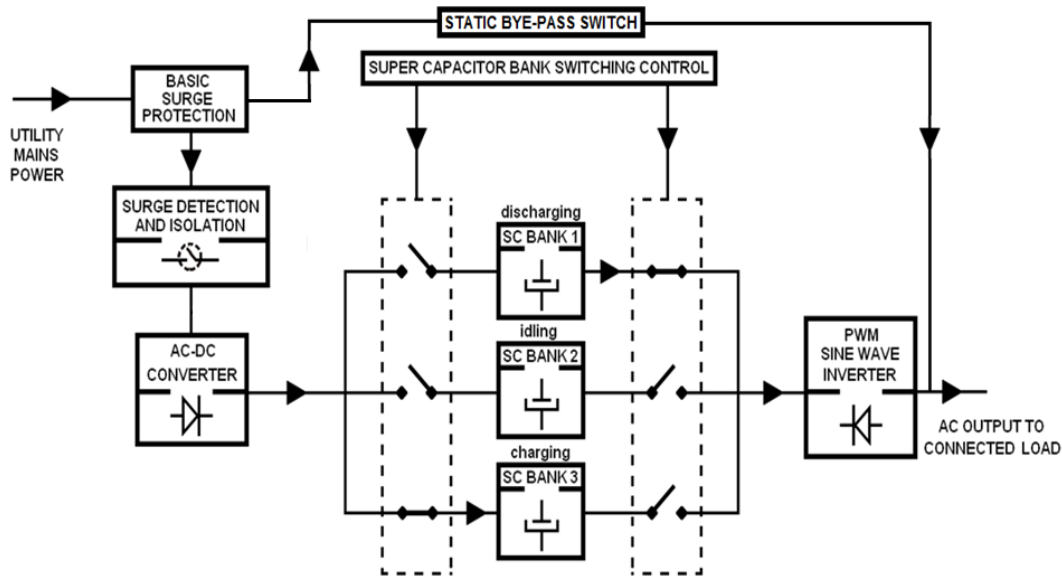 STATIC BYE-PASS SWITCH
SUPER CAPACITOR BANK SWITCHING CONTROL
BASIC
SURGE
PROTECTION
UTILITY
MAINS
POWER
SURGE DETECTION
AND ISOLATION
AC-DC
CONVERTER
discharging
SC BANK 1
idling
SC BANK 2
charging
SC BANK 3
PWM
SINE WAVE
INVERTER
AC OUTPUT TO
CONNECTED LOAD